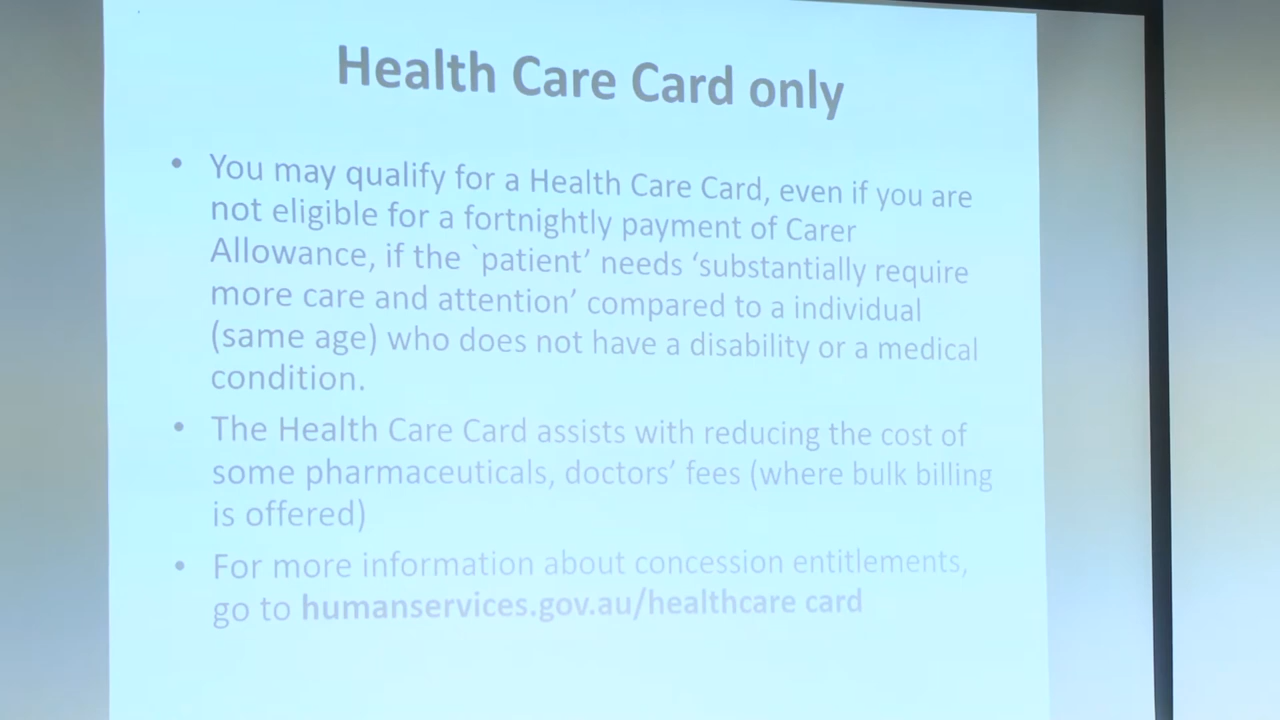 Health Care Card only
• You may qualify for a Health Care Card, even if you are
not eligible for a fortnightly payment of Carer
Allowance, if the `patient’ needs ‘substantially require
more care and attention’ compared to a individual
(same age) who does not have a disability or a medical
condition.
• The Health Care Card assists with reducing the cost of
some pharmaceuticals, doctors’ fees (where bulk billing
is offered)
• For more information about concession entitlements,
go to humanservices.gov.au/healthcare card